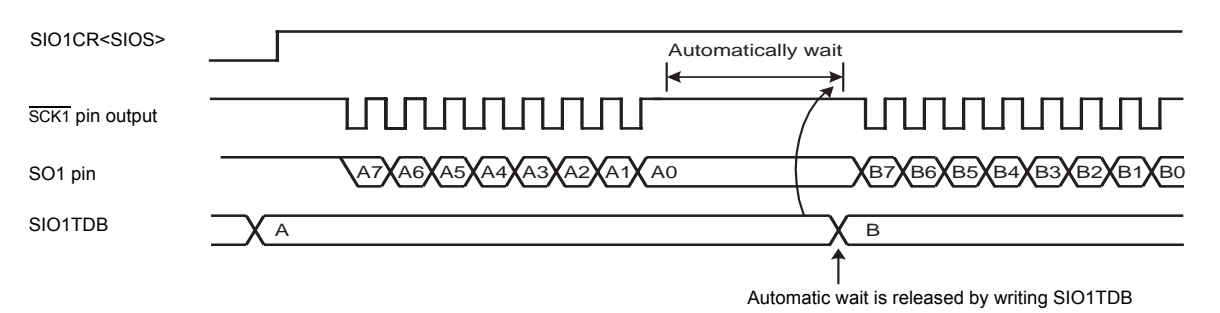 SIO1CR<SIOS>
Automatically wait
SCK1 pin output
SO1 pin
A7 A6 A5 A4 A3 A2 A1 A0 B7 B6 B5 B4 B3 B2 B1 B0
SIO1TDB
A B
Automatic wait is released by writing SIO1TDB